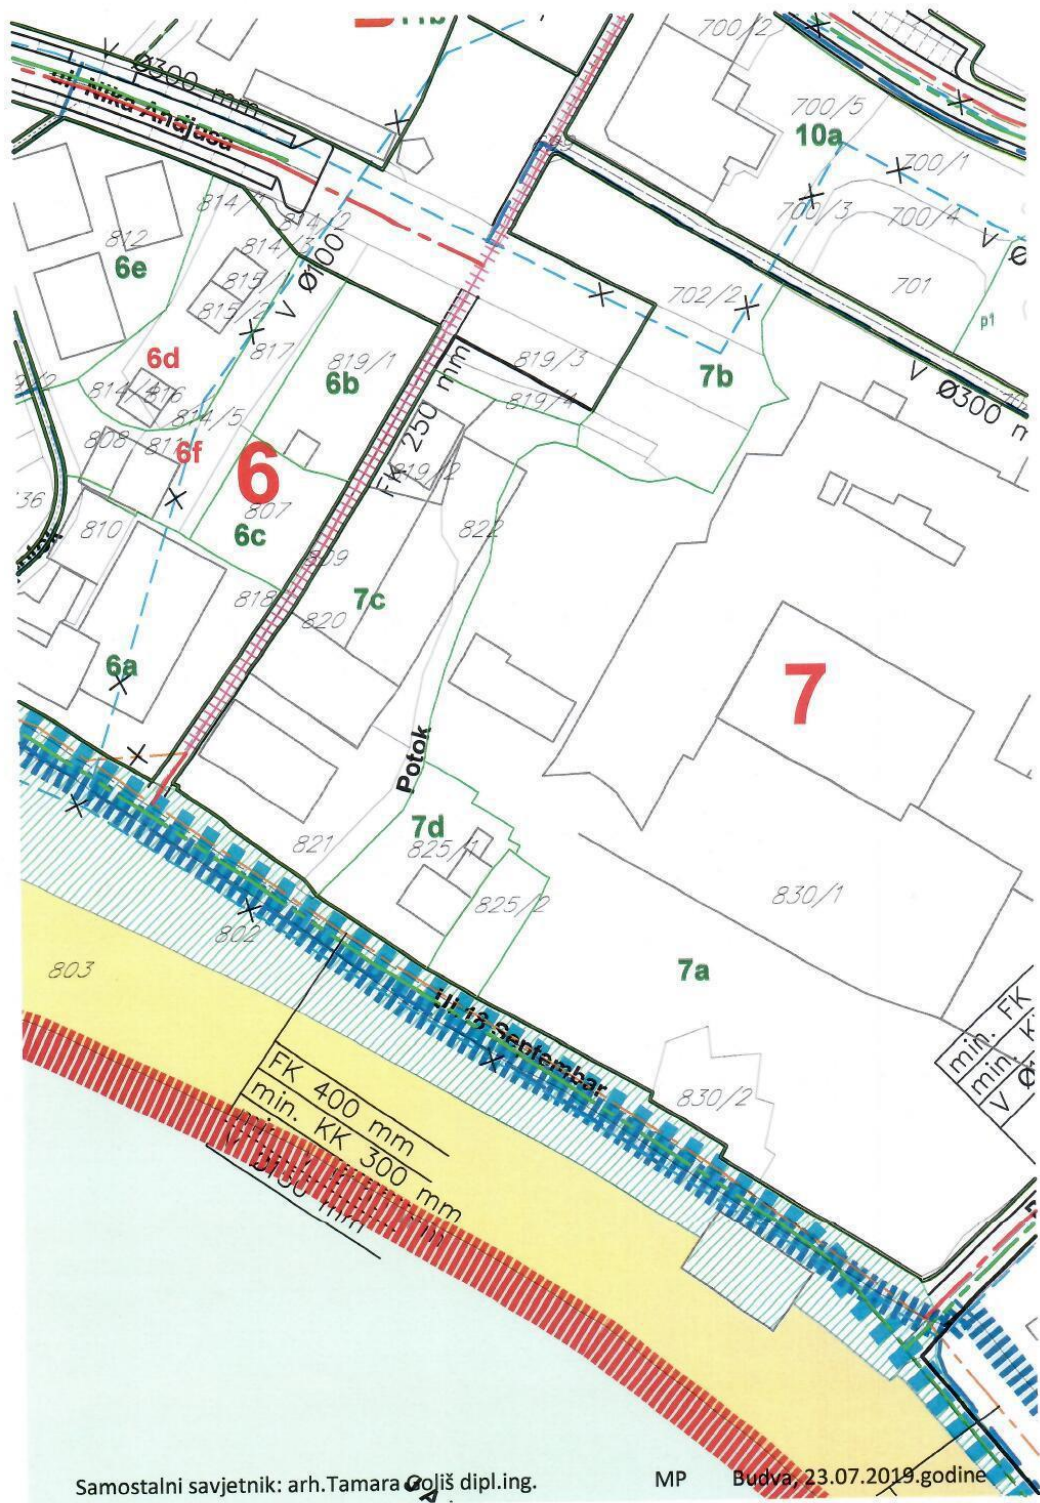 11b
700/2
Ø300 mm
ul. Nika Anđusa
700/5
10a
700/1
700/3
700/4
814/1
814/2
814/3
812
6e
V Ø100
815/1
815/2
702/2
701
p1
817
6d
819/1
6b
819/3
7b
V Ø300 m
814/4
816
814/5
819/4
FK 250 mm
808
811
6f
6
819/2
807
6c
822
810
809
818
820
7c
6a
7
Potok
7d
821
825/1
825/2
830/1
802
803
7a
Ul.13 Septembar
830/2
FK 400 mm
min. KK 300 mm
min. FK
min. K
V Ø
Samostalni savjetnik: arh.Tamara Goliš dipl.ing.
MP
Budva, 23.07.2019.godine